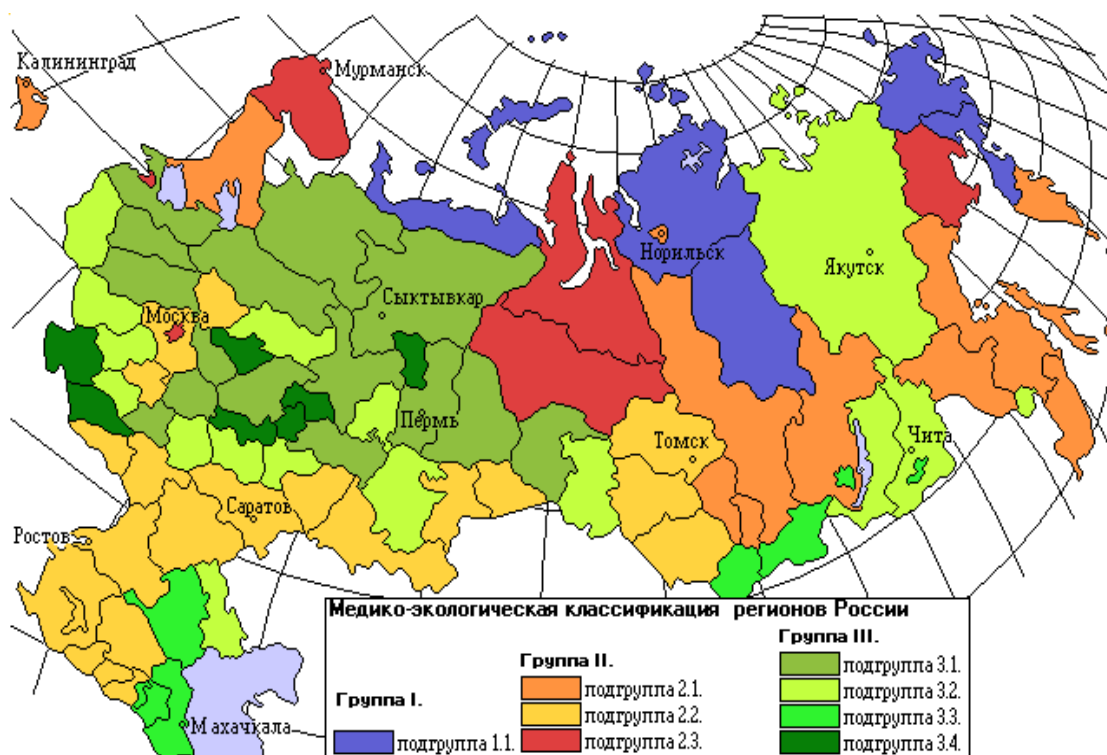 Калининград
Мурманск
Норильск
Якутск
Сыктывкар
Москва
Пермь
Томск
Чита
Саратов
Ростов
Махачкала
Медико-экологическая классификация регионов России
Группа I.
подгруппа 1.1.
Группа II.
подгруппа 2.1.
подгруппа 2.2.
подгруппа 2.3.
Группа III.
подгруппа 3.1.
подгруппа 3.2.
подгруппа 3.3.
подгруппа 3.4.